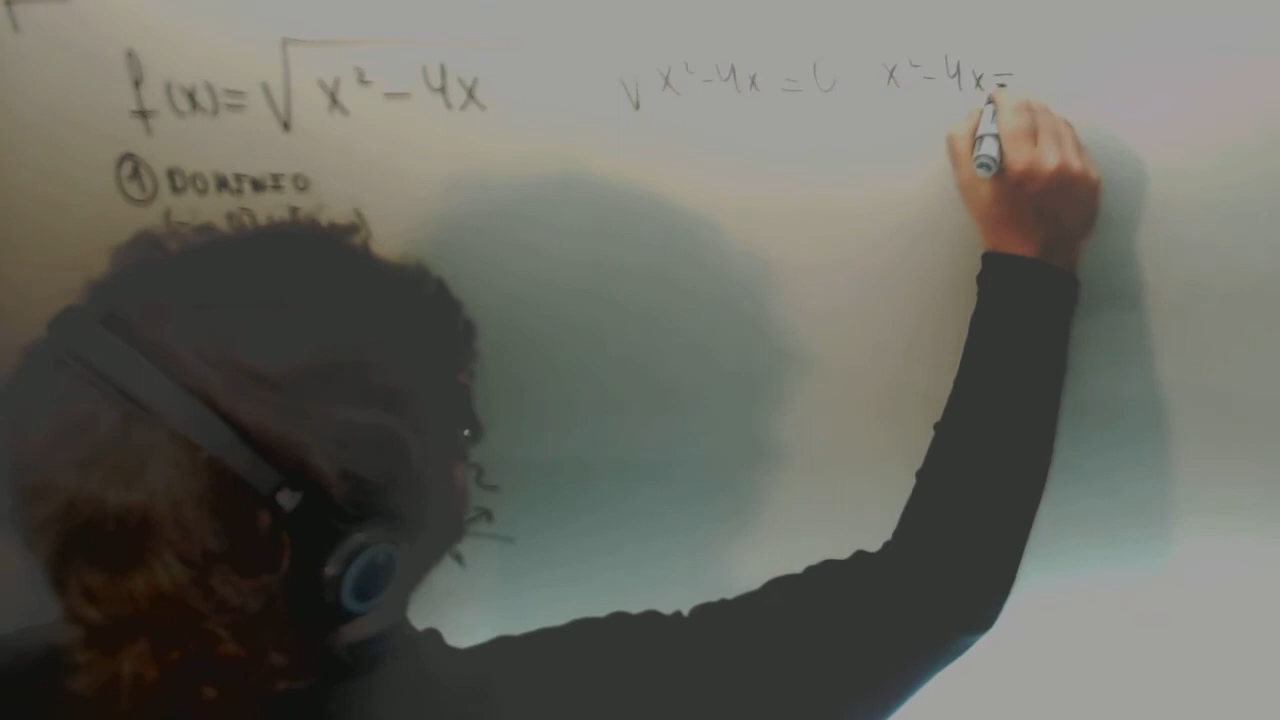 f(x) = √x² - 4x
√x² - 4x = 0 x² - 4x =
① DOMINIO